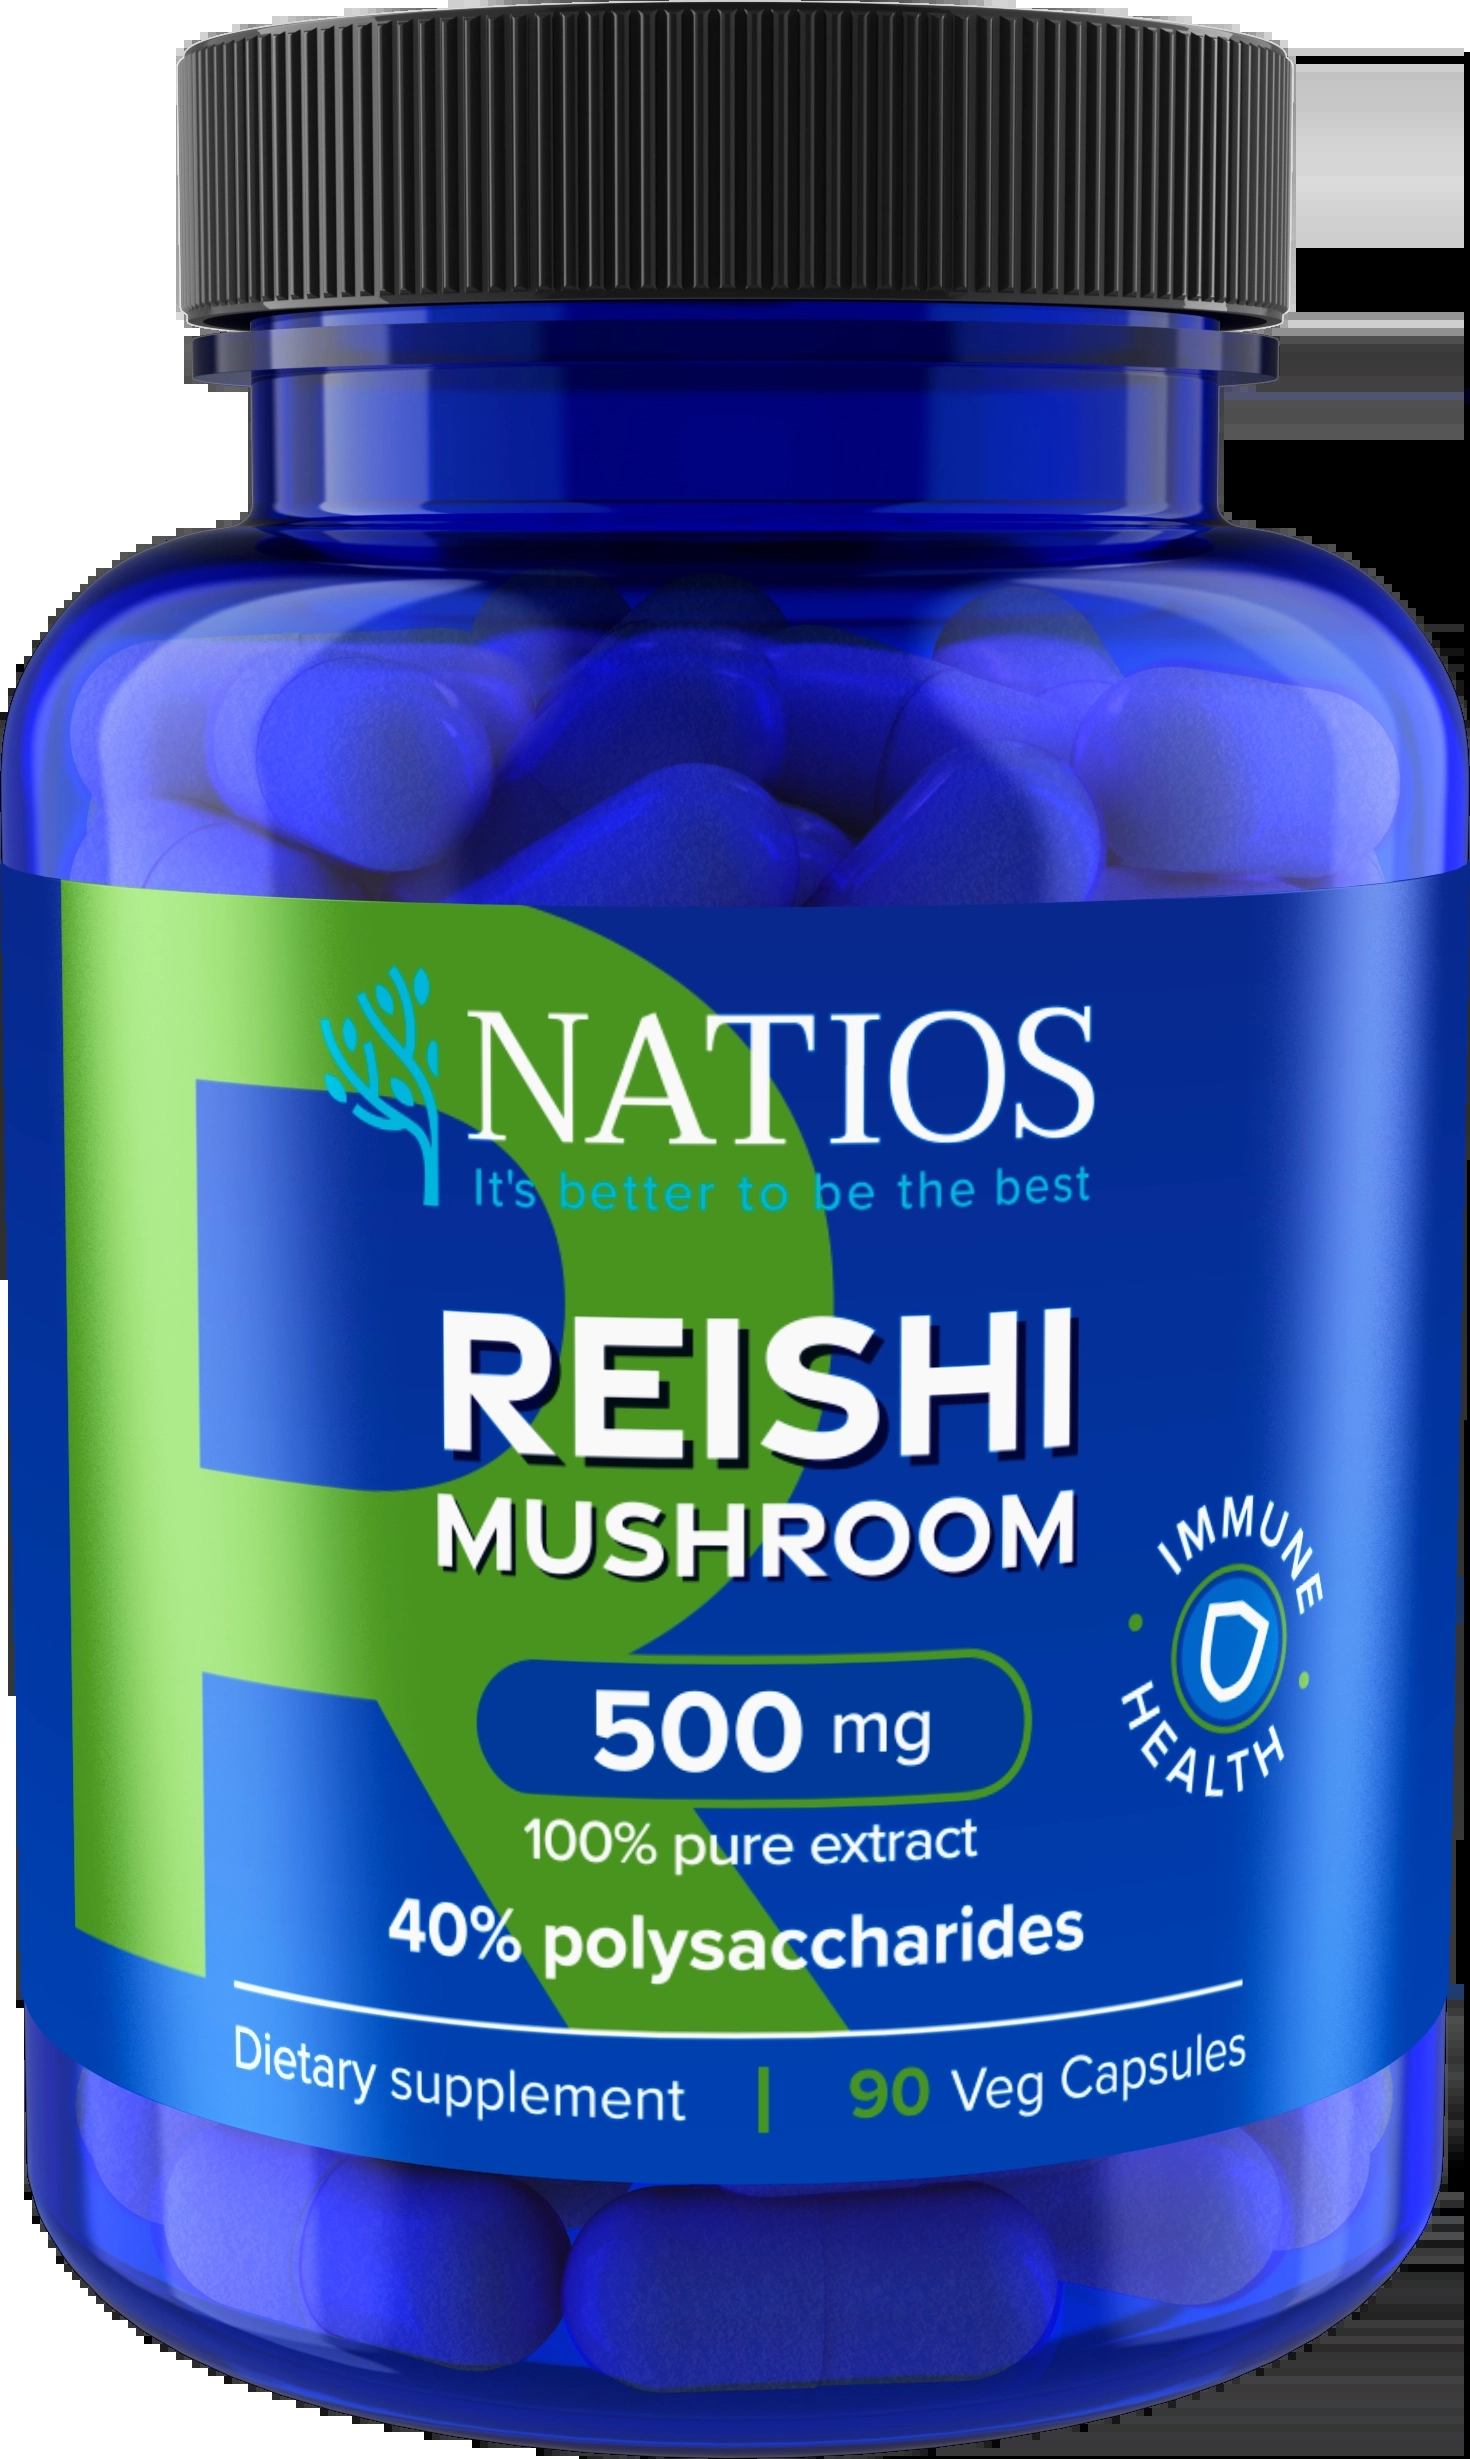 NATIOS
It's better to be the best
REISHI
MUSHROOM
IMMUNE
HEALTH
500 mg
100% pure extract
40% polysaccharides
Dietary supplement | 90 Veg Capsules